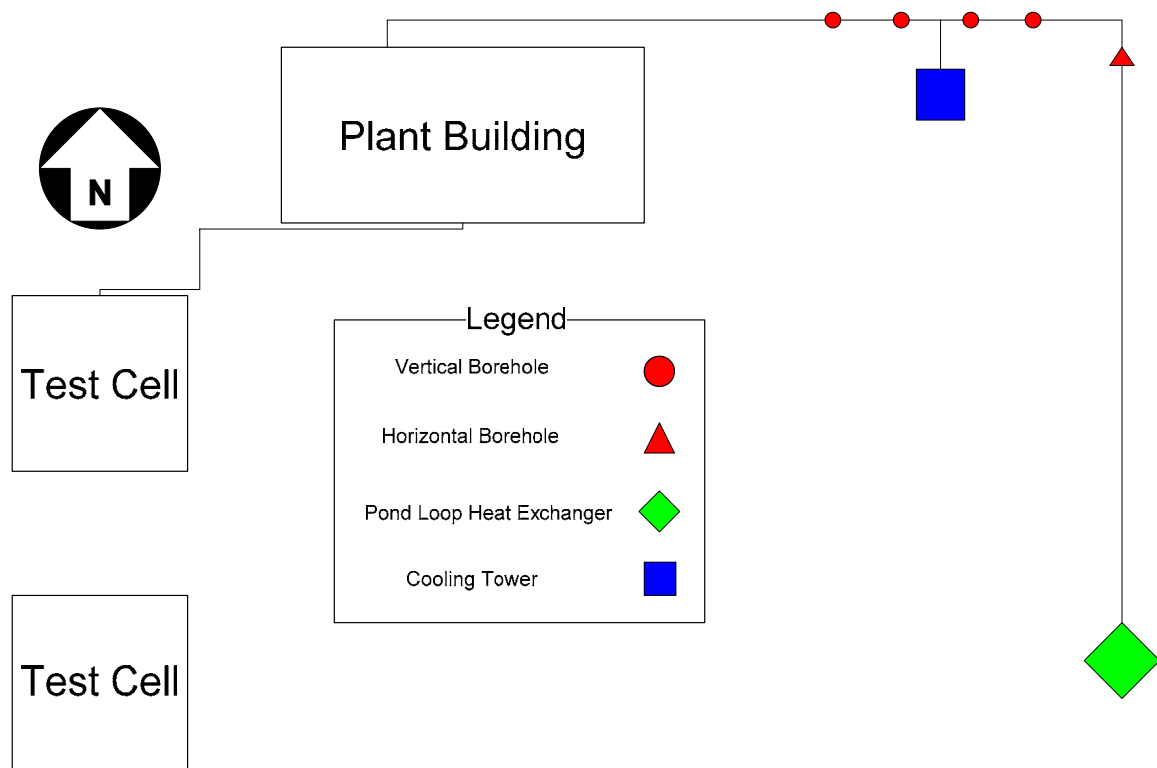 Plant Building
N
Test Cell
Legend
Vertical Borehole
Horizontal Borehole
Pond Loop Heat Exchanger
Cooling Tower
Test Cell